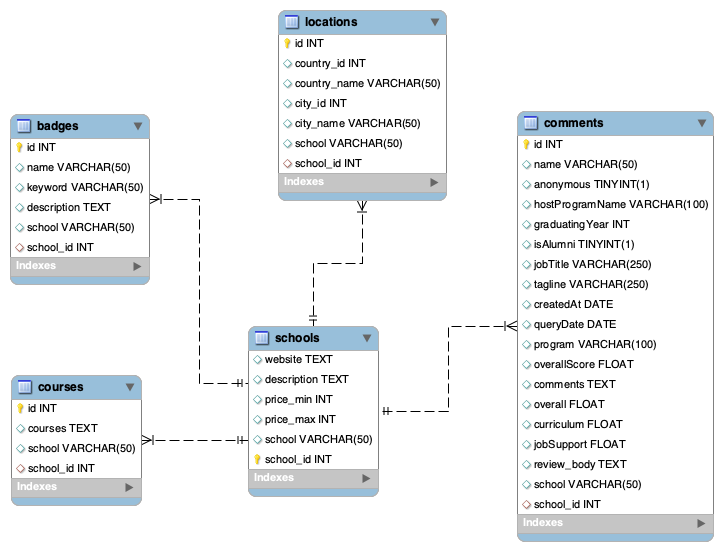 locations
id INT
country_id INT
country_name VARCHAR(50)
city_id INT
city_name VARCHAR(50)
school VARCHAR(50)
school_id INT
Indexes
badges
id INT
name VARCHAR(50)
keyword VARCHAR(50)
description TEXT
school VARCHAR(50)
school_id INT
Indexes
comments
id INT
name VARCHAR(50)
anonymous TINYINT(1)
hostProgramName VARCHAR(100)
graduatingYear INT
isAlumni TINYINT(1)
jobTitle VARCHAR(250)
tagline VARCHAR(250)
createdAt DATE
queryDate DATE
program VARCHAR(100)
overallScore FLOAT
comments TEXT
overall FLOAT
curriculum FLOAT
jobSupport FLOAT
review_body TEXT
school VARCHAR(50)
school_id INT
Indexes
schools
website TEXT
description TEXT
price_min INT
price_max INT
school VARCHAR(50)
school_id INT
Indexes
courses
id INT
courses TEXT
school VARCHAR(50)
school_id INT
Indexes